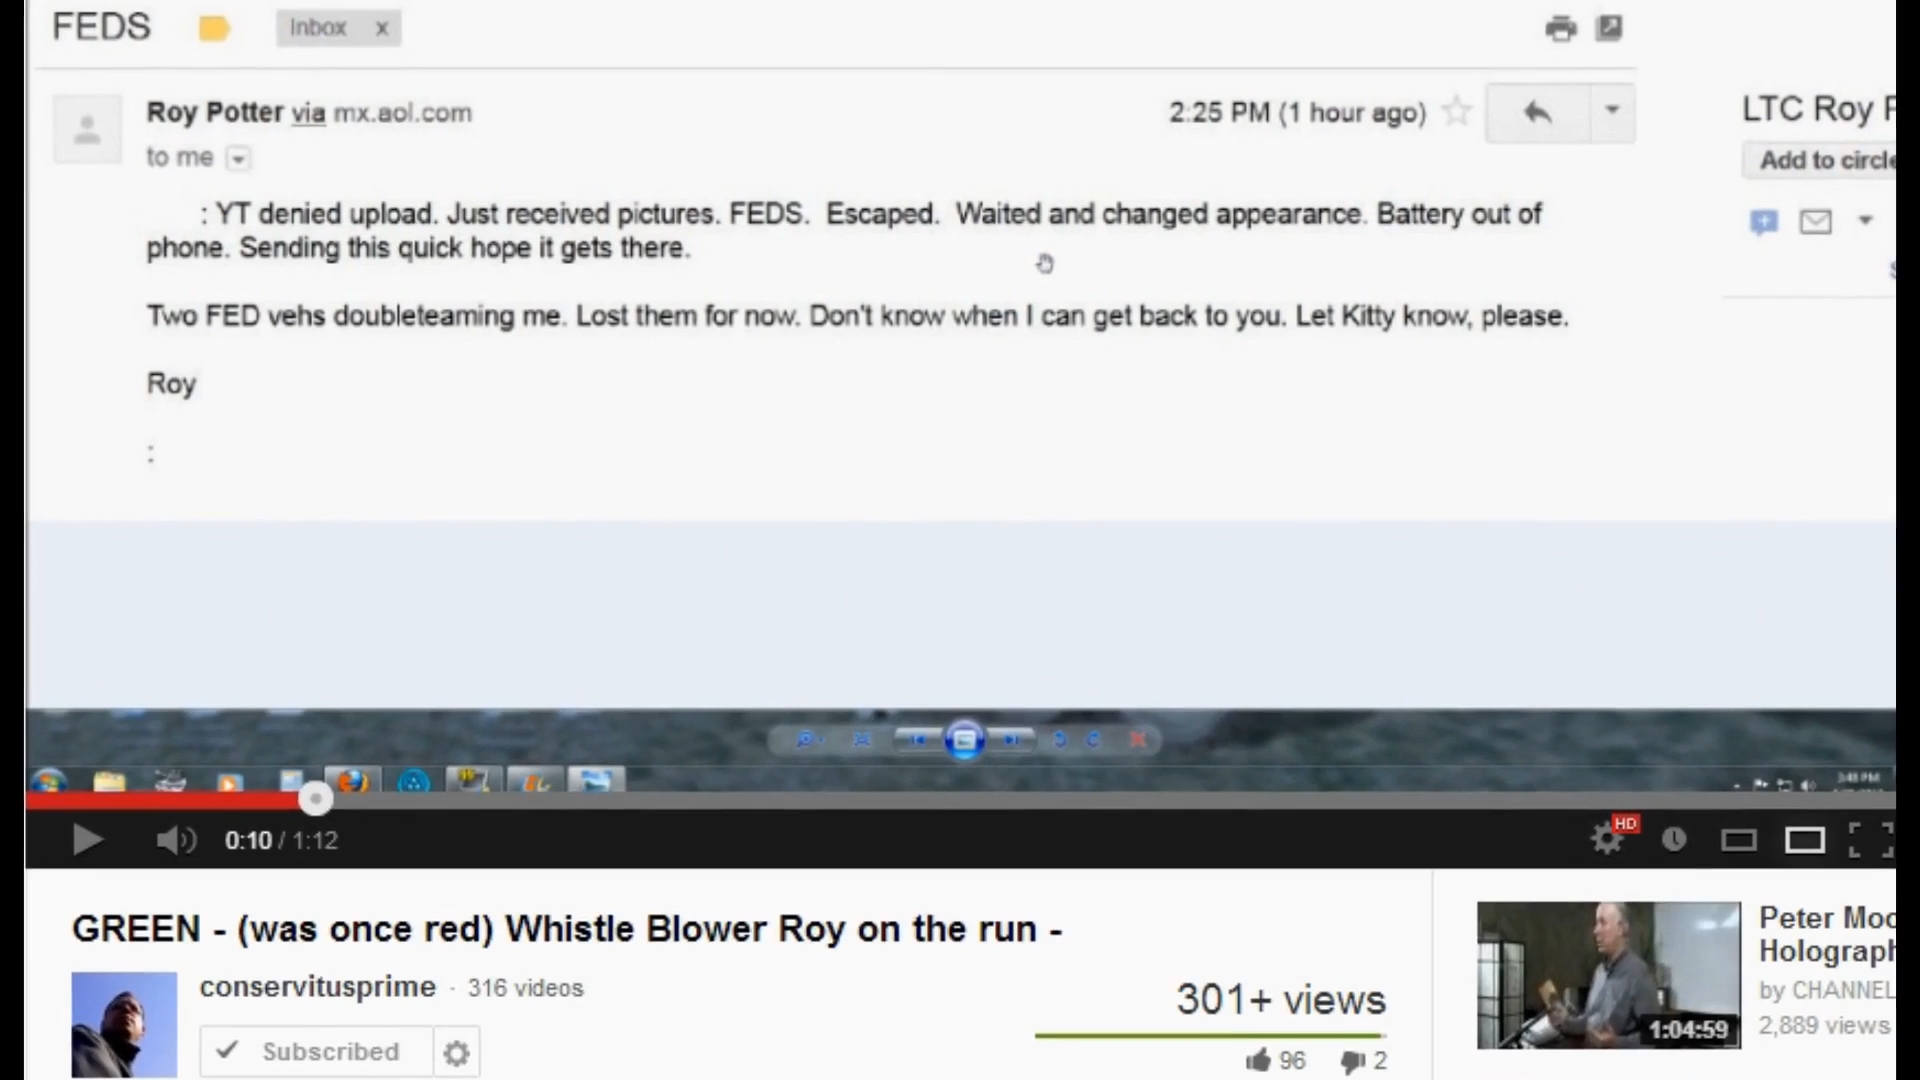 FEDS
Inbox x
Roy Potter via mx.aol.com
2:25 PM (1 hour ago)
to me
: YT denied upload. Just received pictures. FEDS. Escaped. Waited and changed appearance. Battery out of
phone. Sending this quick hope it gets there.
Two FED vehs doubleteaming me. Lost them for now. Don't know when I can get back to you. Let Kitty know, please.
Roy
:
LTC Roy
Add to circle
3:48 PM
0:10 / 1:12
HD
GREEN - (was once red) Whistle Blower Roy on the run -
conservitusprime · 316 videos
Subscribed
301+ views
96 2
1:04:59
Peter Moo
Holograph
by CHANNEL
2,889 views